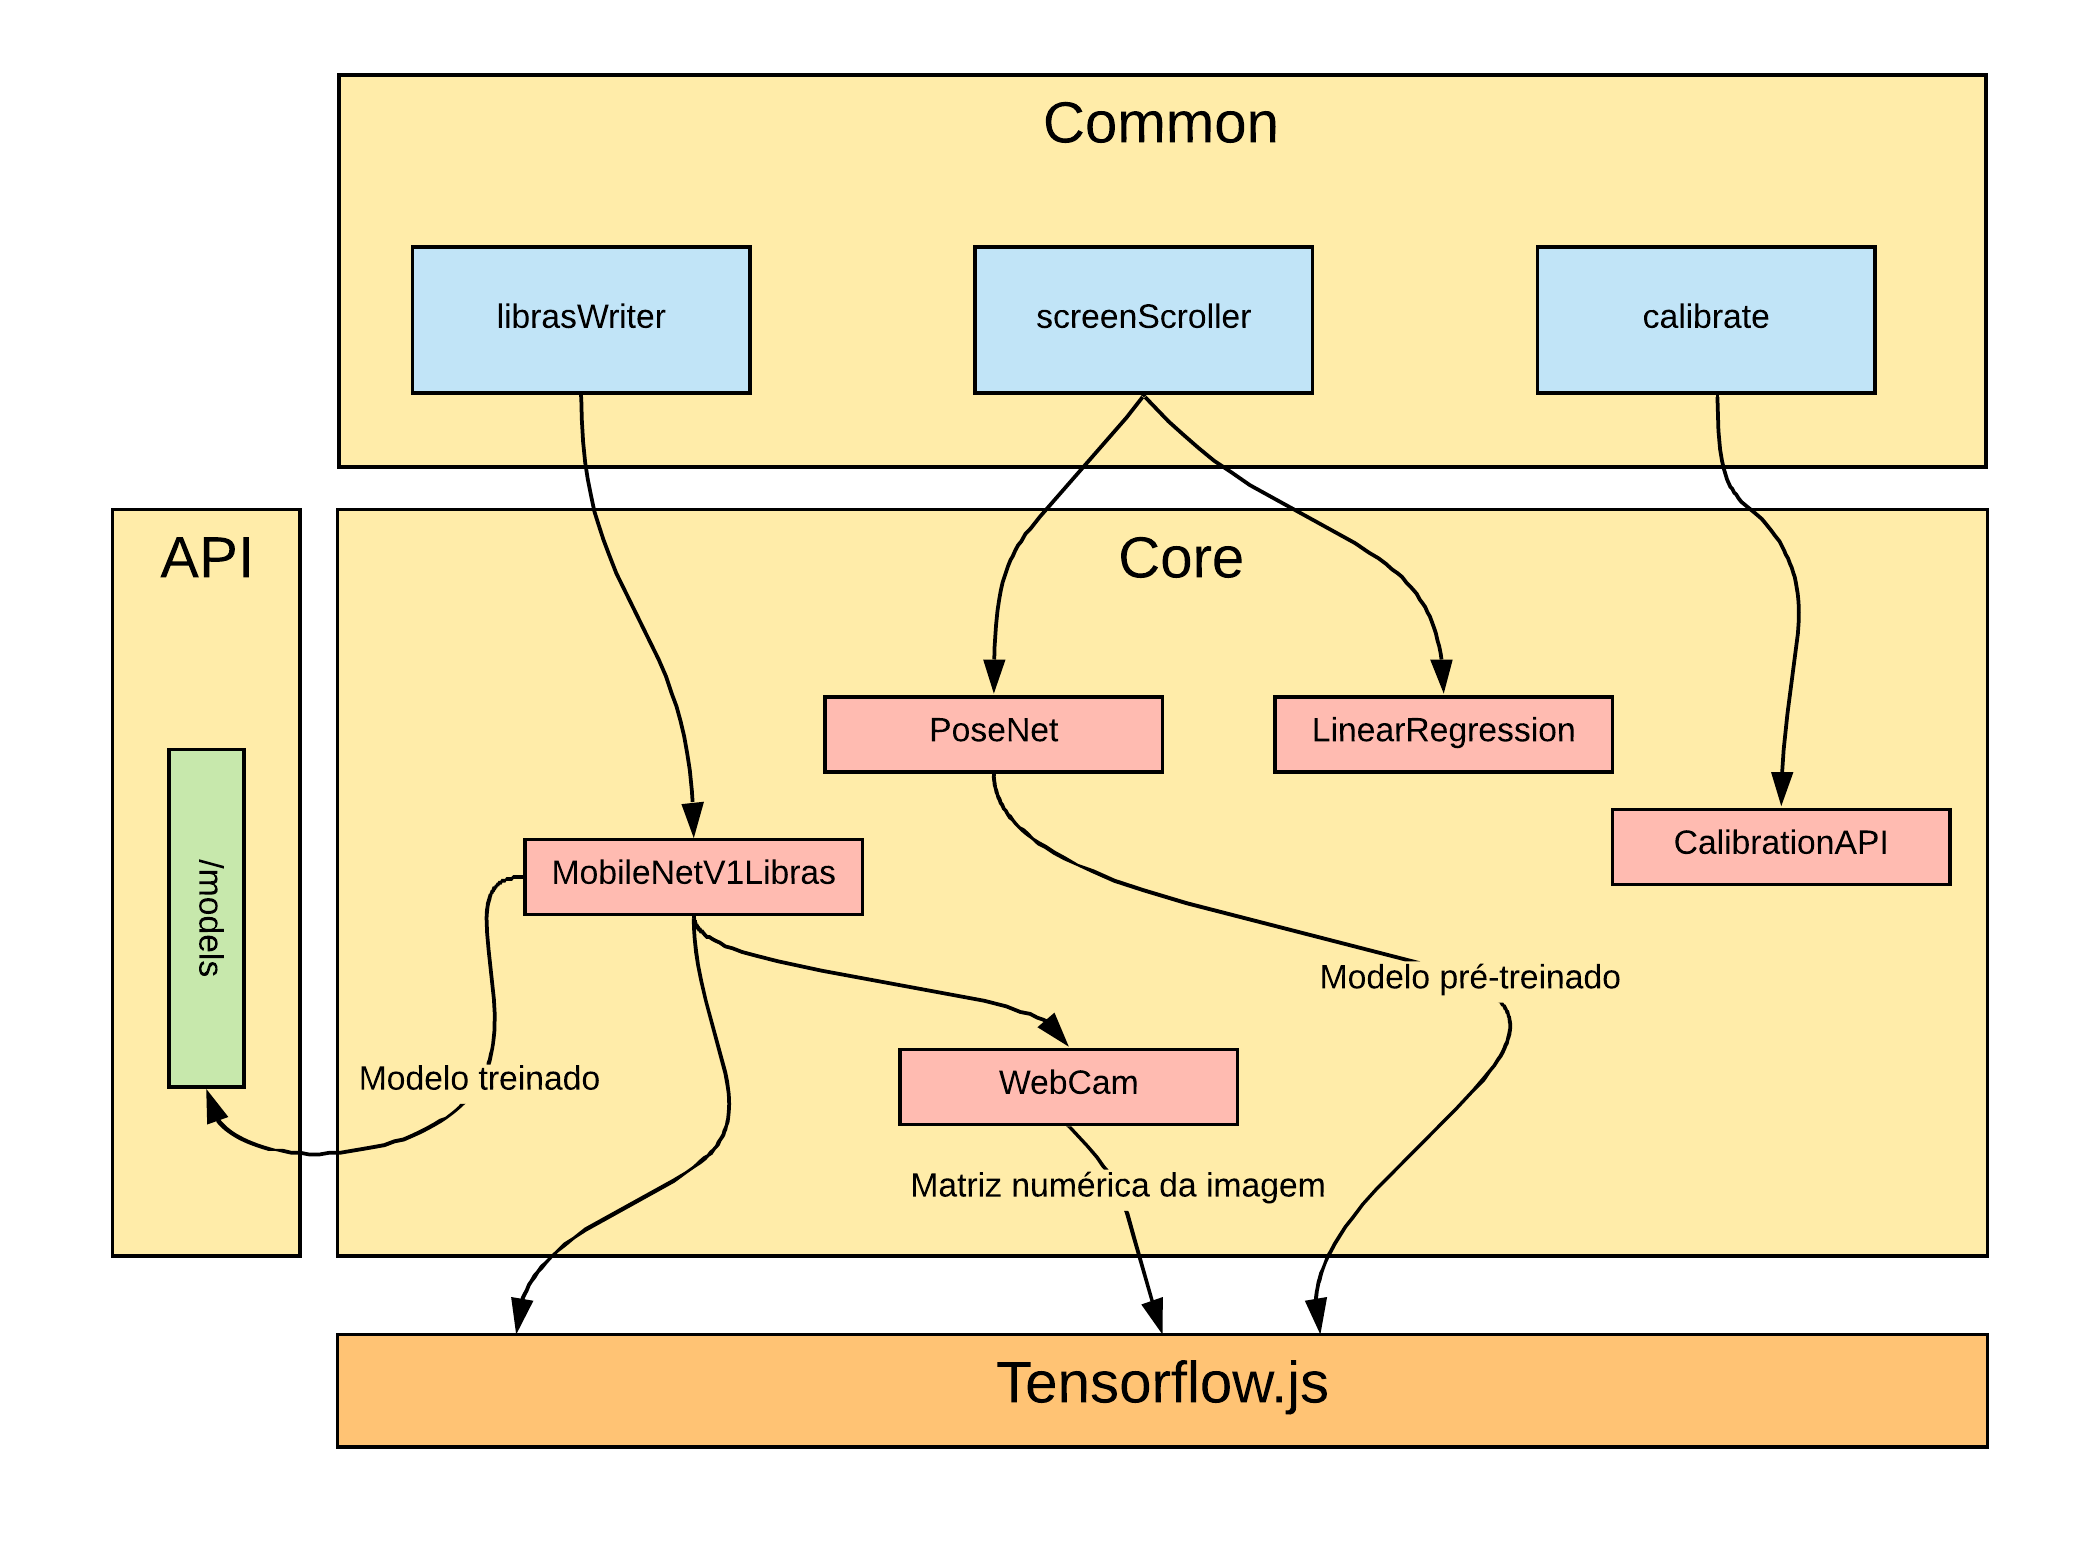 Common
librasWriter
screenScroller
calibrate
API
Core
PoseNet
LinearRegression
CalibrationAPI
MobileNetV1Libras
/models
Modelo pré-treinado
Modelo treinado
WebCam
Matriz numérica da imagem
Tensorflow.js